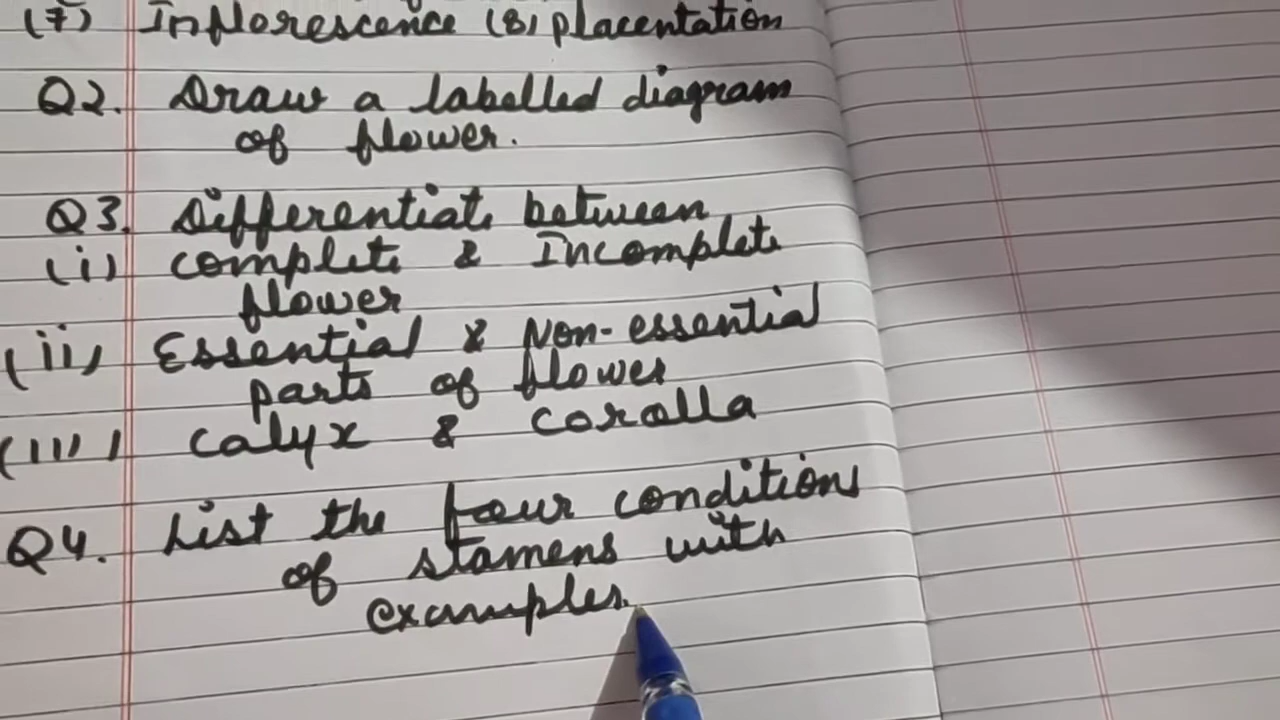 (7) Inflorescence (8) placentation
Q2. Draw a labelled diagram
of flower.
Q3. Differentiate between
(i) complete & Incomplete
flower
(ii) Essential & Non-essential
parts of flower
(iii) calyx & corolla
Q4. List the four conditions
of stamens with
examples.